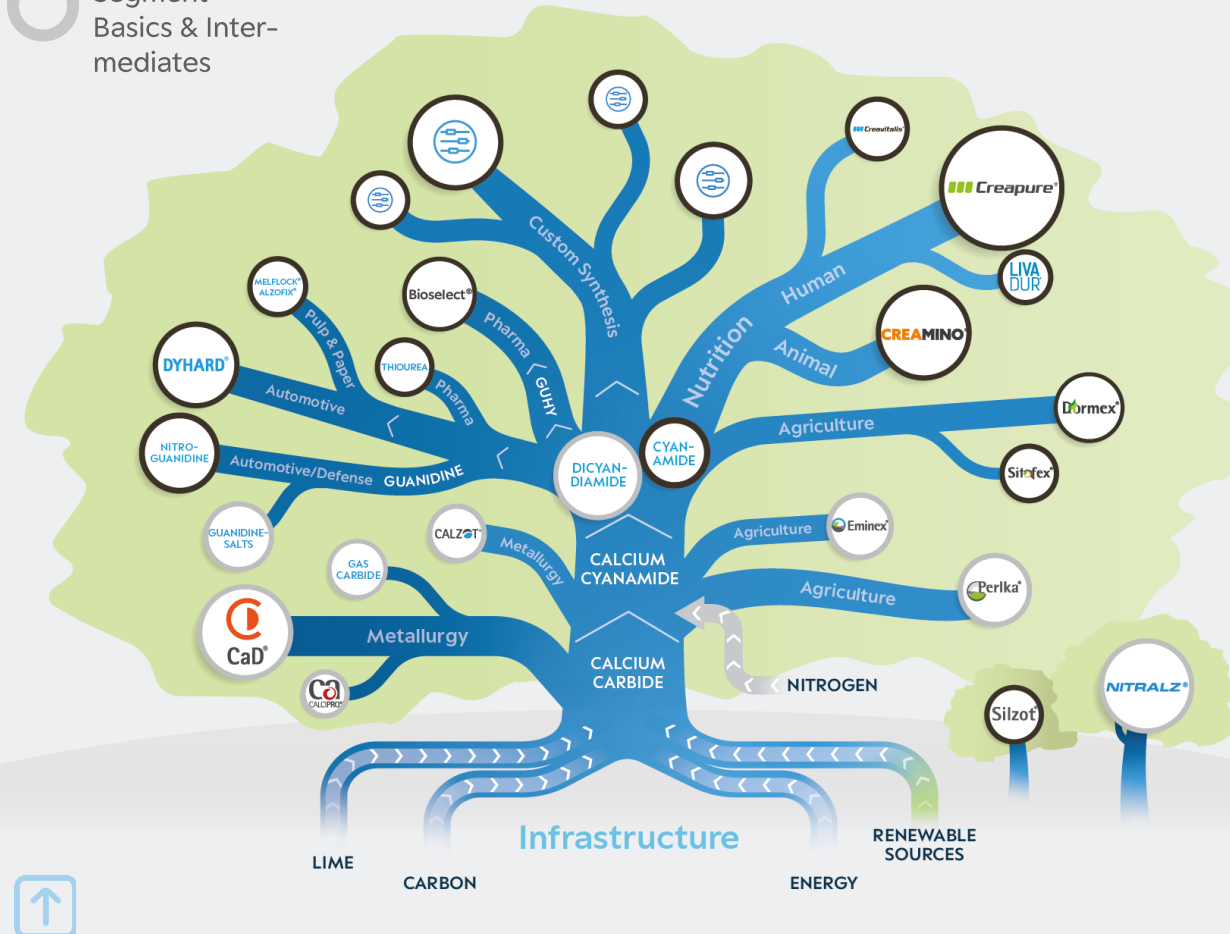 Basics & Inter-
mediates
Creavitalis®
Creapure®
LIVA
DUR®
Custom Synthesis
Human
MELFLOCK®
ALZOFIX®
Bioselect®
Pulp & Paper
Pharma
Nutrition
Animal
CREAMINO®
DYHARD®
THIOUREA
Automotive
Pharma
GUHY
Dormex®
Agriculture
NITRO-
GUANIDINE
Automotive/Defense
GUANIDINE
DICYAN-
DIAMIDE
CYAN-
AMIDE
Sitofex®
GUANIDINE-
SALTS
CALZOT®
Metallurgy
Agriculture
Eminex®
GAS
CARBIDE
CALCIUM
CYANAMIDE
Agriculture
Perlka®
CaD®
Metallurgy
CALCIUM
CARBIDE
NITROGEN
ca
CALCIPRO®
Silzot®
NITRALZ®
Infrastructure
LIME
CARBON
ENERGY
RENEWABLE
SOURCES